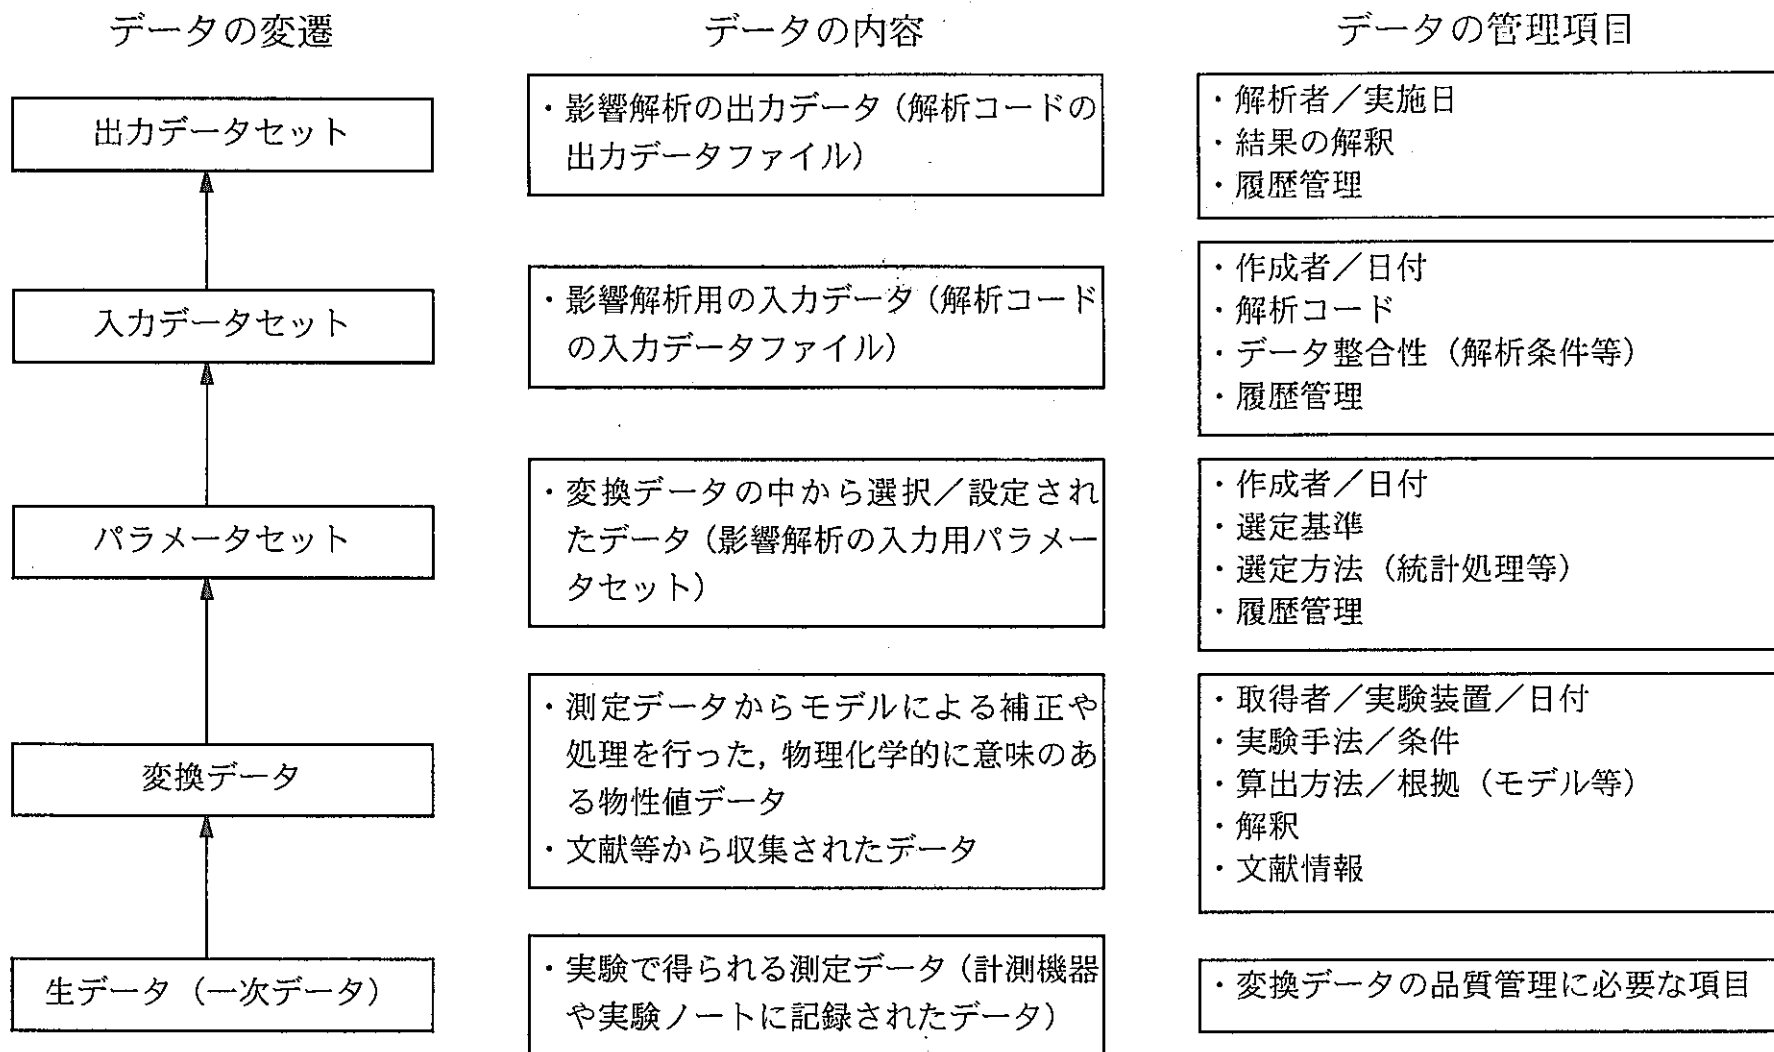 データの変遷
データの内容
データの管理項目
出力データセット
・影響解析の出力データ（解析コードの
出力データファイル）
・解析者／実施日
・結果の解釈
・履歴管理
入力データセット
・影響解析用の入力データ（解析コード
の入力データファイル）
・作成者／日付
・解析コード
・データ整合性（解析条件等）
・履歴管理
パラメータセット
・変換データの中から選択／設定され
たデータ（影響解析の入力用パラメー
タセット）
・作成者／日付
・選定基準
・選定方法（統計処理等）
・履歴管理
変換データ
・測定データからモデルによる補正や
処理を行った, 物理化学的に意味のあ
る物性値データ
・文献等から収集されたデータ
・取得者／実験装置／日付
・実験手法／条件
・算出方法／根拠（モデル等）
・解釈
・文献情報
生データ（一次データ）
・実験で得られる測定データ（計測機器
や実験ノートに記録されたデータ）
・変換データの品質管理に必要な項目